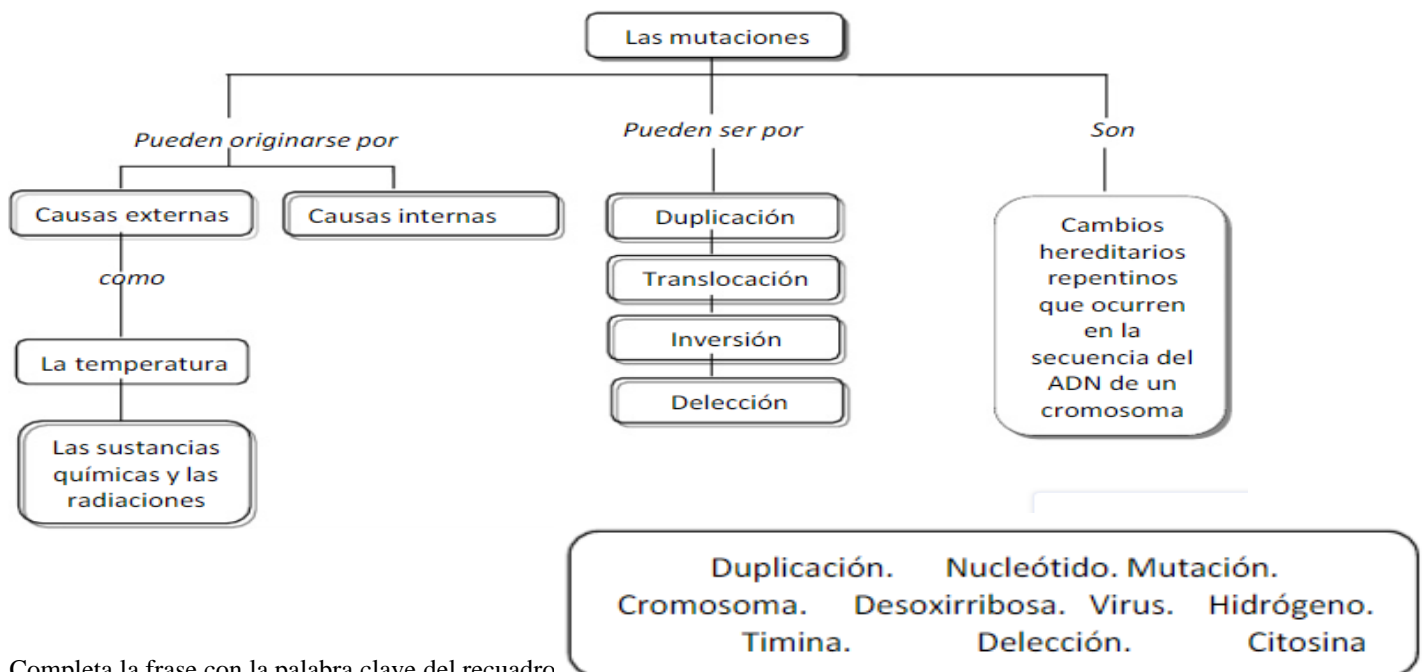 Las mutaciones
Pueden originarse por
Pueden ser por
Son
Causas externas
Causas internas
como
La temperatura
Las sustancias
químicas y las
radiaciones
Duplicación
Translocación
Inversión
Delección
Cambios
hereditarios
repentinos
que ocurren
en la
secuencia del
ADN de un
cromosoma
Duplicación. Nucleótido. Mutación.
Cromosoma. Desoxirribosa. Virus. Hidrógeno.
Timina. Delección. Citosina
Completa la frase con la palabra clave del recuadro